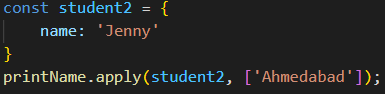 const student2 = {
    name: 'Jenny'
}
printName.apply(student2, ['Ahmedabad']);